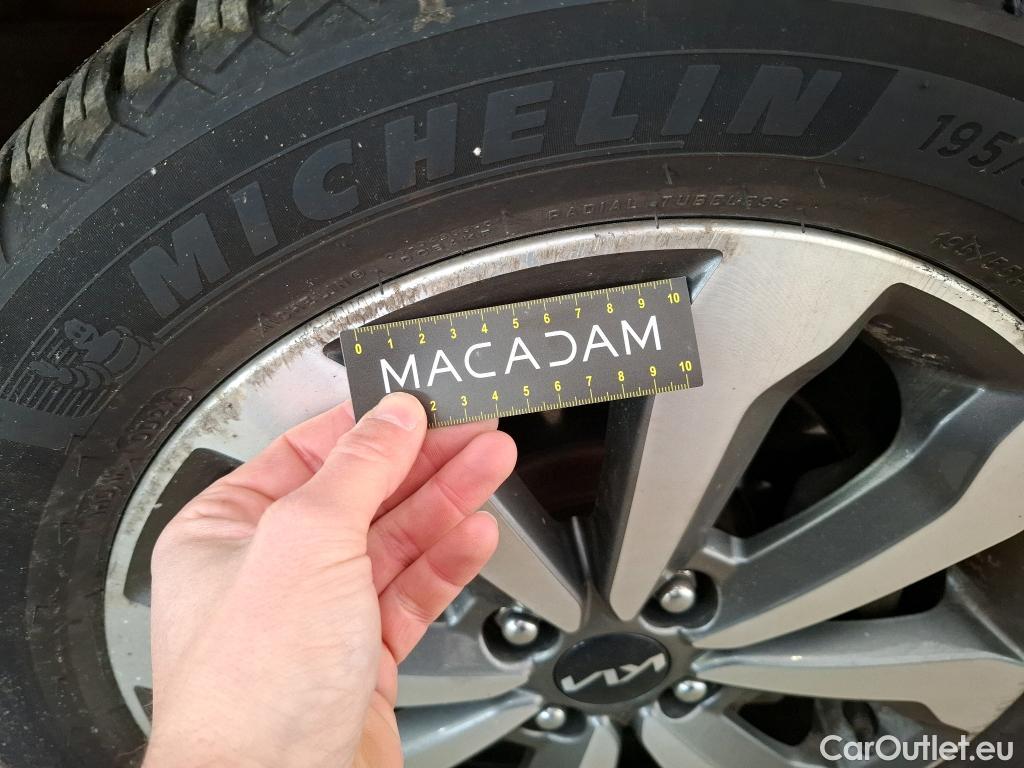 MICHELIN
195/
RADIAL TUBELESS
0 1 2 3 4 5 6 7 8 9 10
MACADAM
2 3 4 5 6 7 8 9 10
KIA
CarOutlet.eu